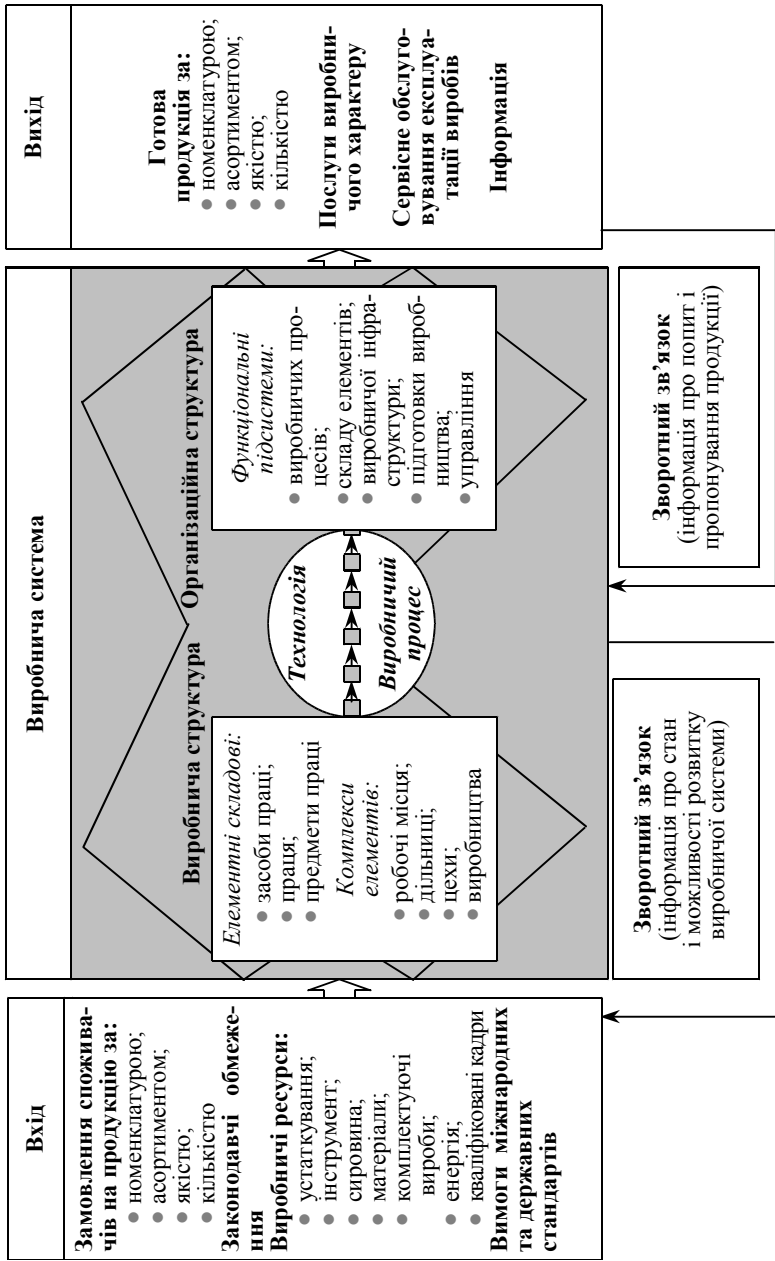 Вхід
Замовлення спожива-
чів на продукцію за:
● номенклатурою;
● асортиментом;
● якістю;
● кількістю
Законодавчі обмеже-
ння
Виробничі ресурси:
● устаткування;
● інструмент;
● сировина;
● матеріали;
● комплектуючі
вироби;
● енергія;
● кваліфіковані кадри
Вимоги міжнародних
та державних
стандартів
Виробнича система
Виробнича структура
Елементні складові:
● засоби праці;
● праця;
● предмети праці
Комплекси
елементів:
● робочі місця;
● дільниці;
● цехи;
● виробництва
Технологія
Виробничий
процес
Організаційна структура
Функціональні
підсистеми:
● виробничих про-
цесів;
● складу елементів;
● виробничої інфра-
структури;
● підготовки вироб-
ництва;
● управління
Вихід
Готова
продукція за:
● номенклатурою;
● асортиментом;
● якістю;
● кількістю
Послуги виробни-
чого характеру
Сервісне обслуго-
вування експлуа-
тації виробів
Інформація
Зворотний зв’язок
(інформація про стан
і можливості розвитку
виробничої системи)
Зворотний зв’язок
(інформація про попит і
пропонування продукції)